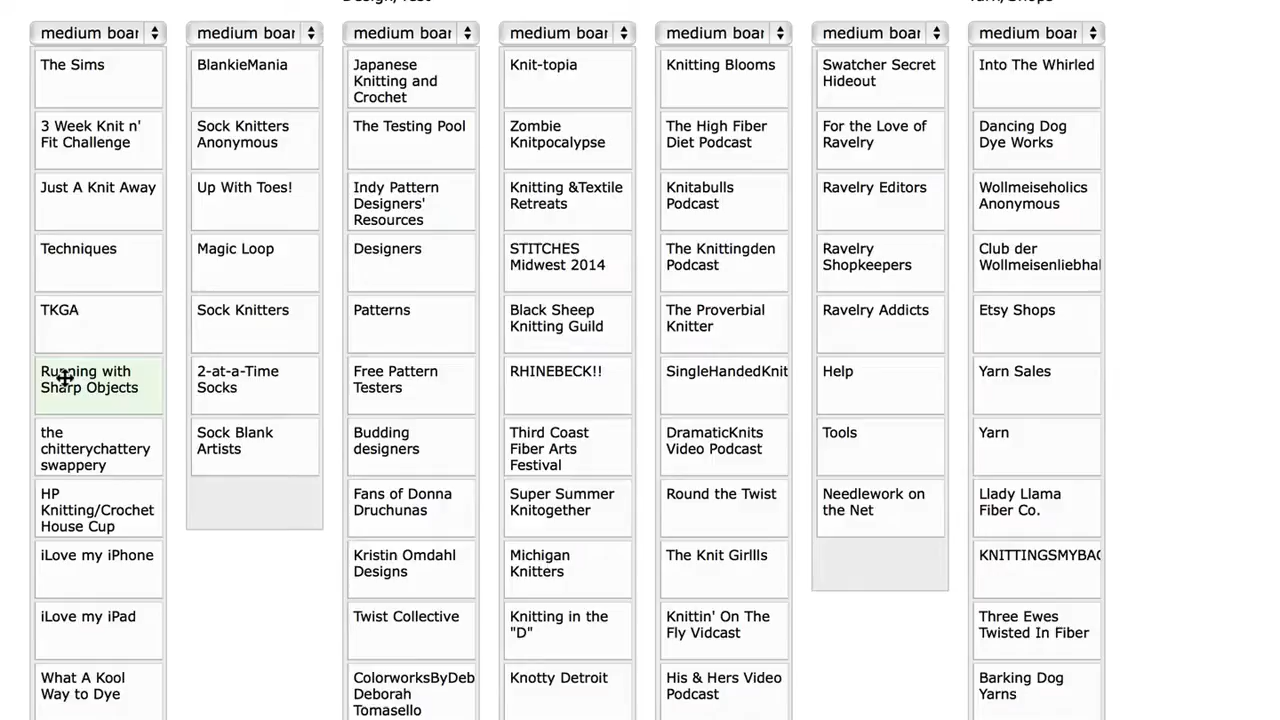 medium boar
The Sims
3 Week Knit n'
Fit Challenge
Just A Knit Away
Techniques
TKGA
Running with
Sharp Objects
the
chitterychattery
swappery
HP
Knitting/Crochet
House Cup
iLove my iPhone
iLove my iPad
What A Kool
Way to Dye
medium boar
BlankieMania
Sock Knitters
Anonymous
Up With Toes!
Magic Loop
Sock Knitters
2-at-a-Time
Socks
Sock Blank
Artists
medium boar
Japanese
Knitting and
Crochet
The Testing Pool
Indy Pattern
Designers'
Resources
Designers
Patterns
Free Pattern
Testers
Budding
designers
Fans of Donna
Druchunas
Kristin Omdahl
Designs
Twist Collective
ColorworksByDeb
Deborah
Tomasello
medium boar
Knit-topia
Zombie
Knitpocalypse
Knitting &Textile
Retreats
STITCHES
Midwest 2014
Black Sheep
Knitting Guild
RHINEBECK!!
Third Coast
Fiber Arts
Festival
Super Summer
Knitogether
Michigan
Knitters
Knitting in the
"D"
Knotty Detroit
medium boar
Knitting Blooms
The High Fiber
Diet Podcast
Knitabulls
Podcast
The Knittingden
Podcast
The Proverbial
Knitter
SingleHandedKnit
DramaticKnits
Video Podcast
Round the Twist
The Knit Girllls
Knittin' On The
Fly Vidcast
His & Hers Video
Podcast
medium boar
Swatcher Secret
Hideout
For the Love of
Ravelry
Ravelry Editors
Ravelry
Shopkeepers
Ravelry Addicts
Help
Tools
Needlework on
the Net
medium boar
Into The Whirled
Dancing Dog
Dye Works
Wollmeiseholics
Anonymous
Club der
Wollmeisenliebhal
Etsy Shops
Yarn Sales
Yarn
Llady Llama
Fiber Co.
KNITTINGSMYBAG
Three Ewes
Twisted In Fiber
Barking Dog
Yarns